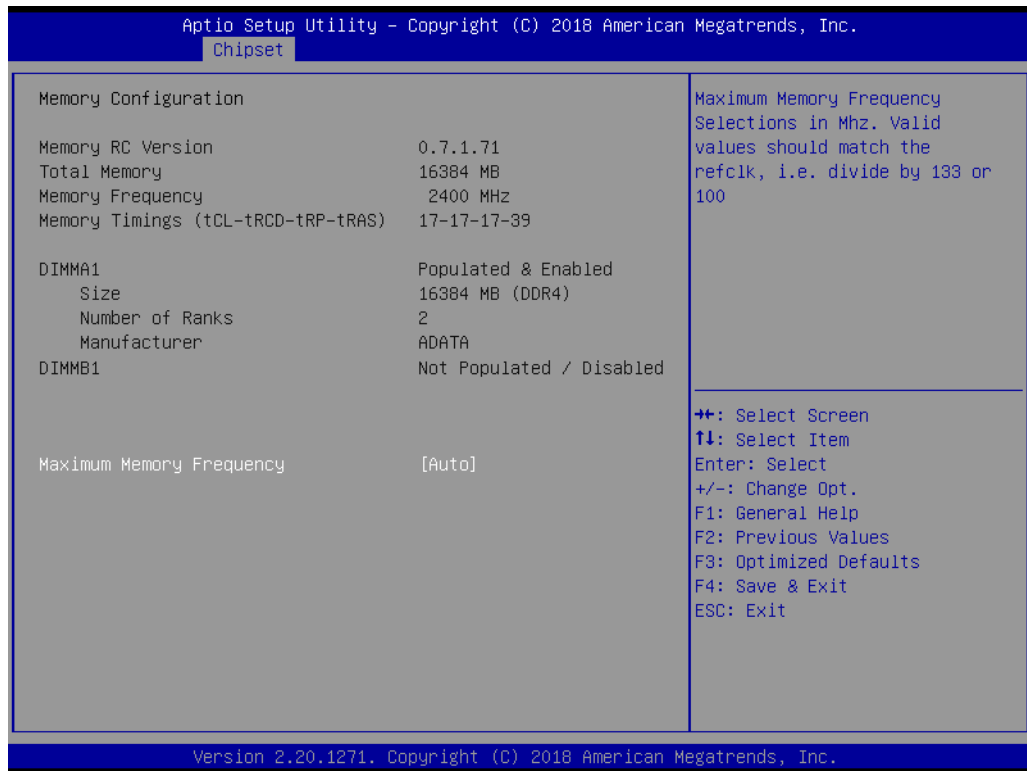 Aptio Setup Utility – Copyright (C) 2018 American Megatrends, Inc.
Chipset
Memory Configuration
Memory RC Version 0.7.1.71
Total Memory 16384 MB
Memory Frequency 2400 MHz
Memory Timings (tCL-tRCD-tRP-tRAS) 17-17-17-39
DIMMA1 Populated & Enabled
Size 16384 MB (DDR4)
Number of Ranks 2
Manufacturer ADATA
DIMMB1 Not Populated / Disabled
Maximum Memory Frequency [Auto]
Maximum Memory Frequency
Selections in Mhz. Valid
values should match the
refclk, i.e. divide by 133 or
100
→←: Select Screen
↑↓: Select Item
Enter: Select
+/-: Change Opt.
F1: General Help
F2: Previous Values
F3: Optimized Defaults
F4: Save & Exit
ESC: Exit
Version 2.20.1271. Copyright (C) 2018 American Megatrends, Inc.